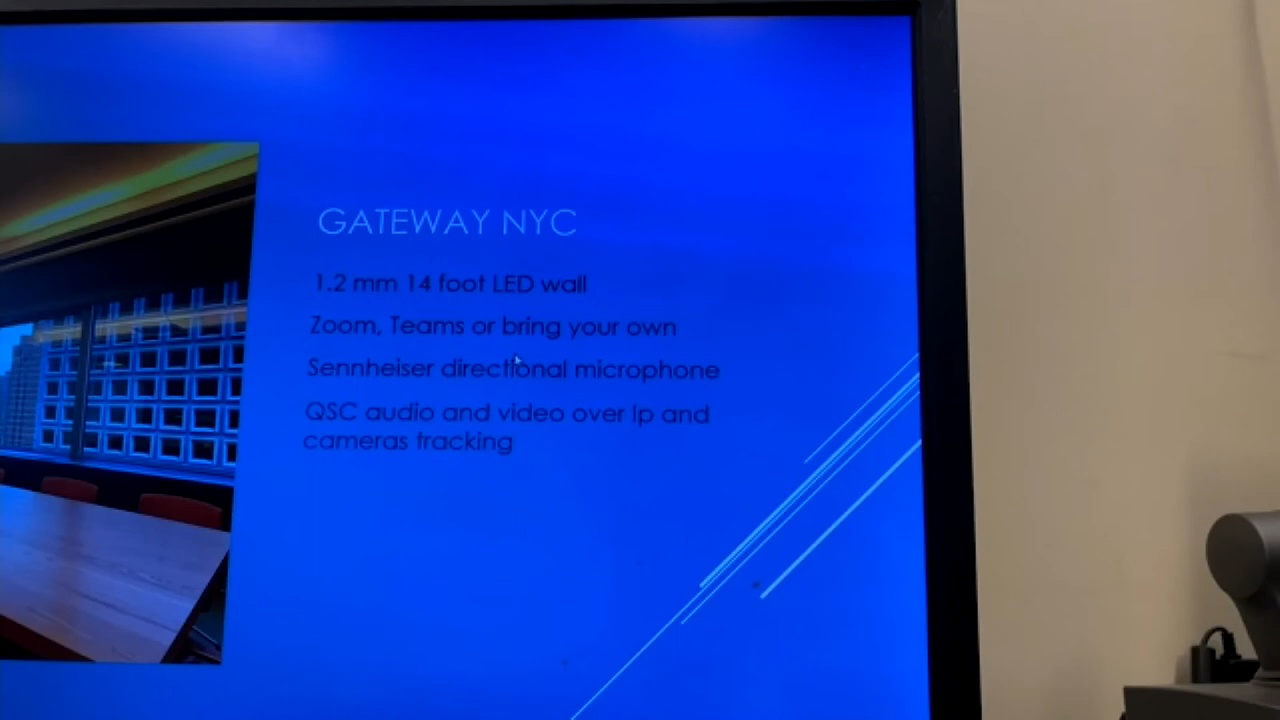 GATEWAY NYC
1.2 mm 14 foot LED wall
Zoom, Teams or bring your own
Sennheiser directional microphone
QSC audio and video over Ip and
cameras tracking